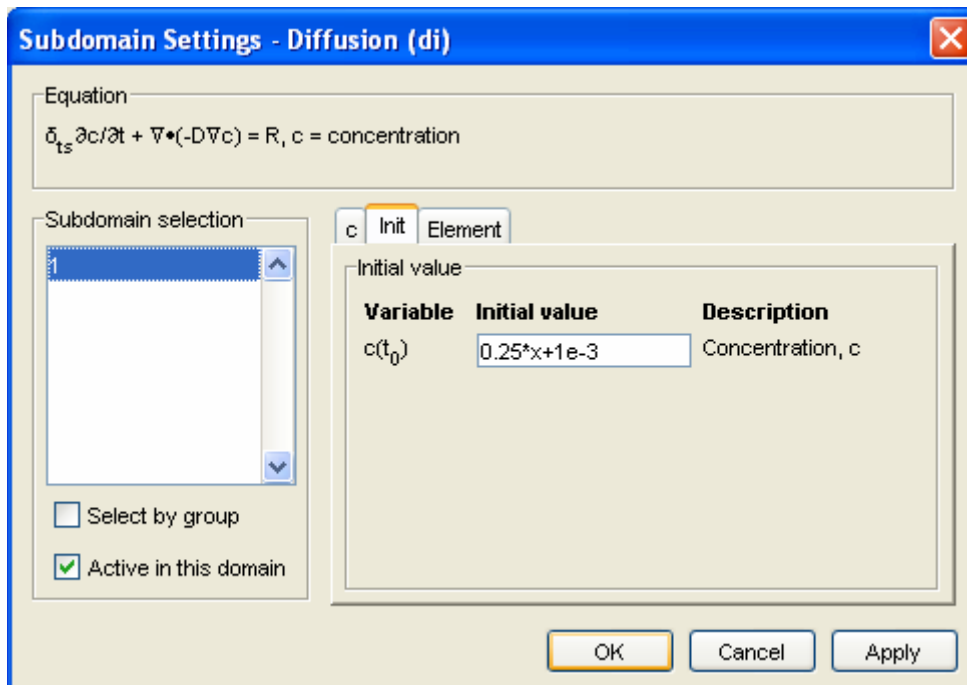 Subdomain Settings - Diffusion (di)
Equation
δts∂c/∂t + ∇•(-D∇c) = R, c = concentration
Subdomain selection
1
Select by group
Active in this domain
c Init Element
Initial value
Variable Initial value Description
c(t0) 0.25*x+1e-3 Concentration, c
OK Cancel Apply